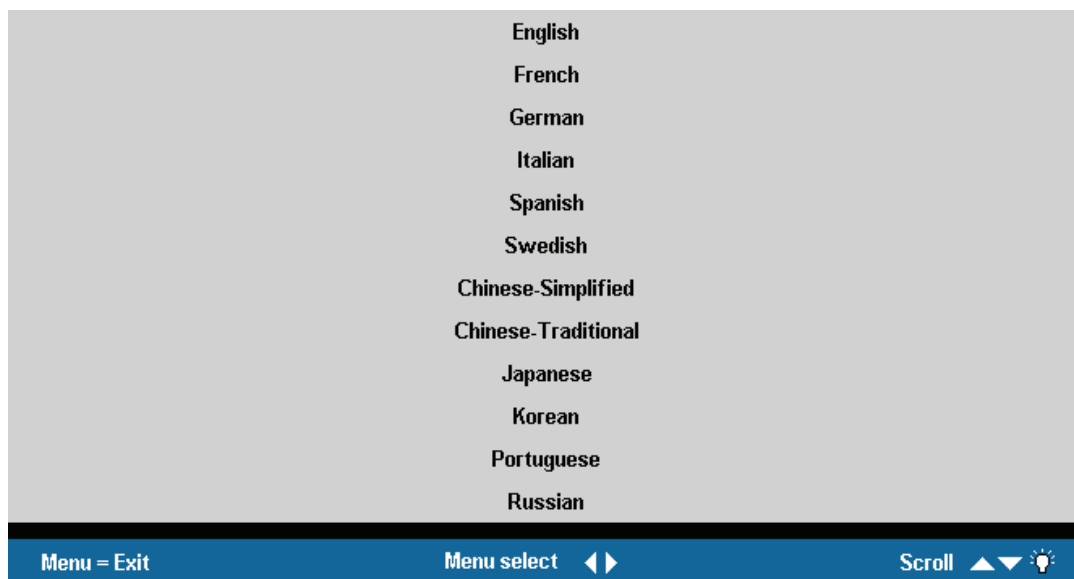 English
French
German
Italian
Spanish
Swedish
Chinese-Simplified
Chinese-Traditional
Japanese
Korean
Portuguese
Russian
Menu = Exit Menu select Scroll